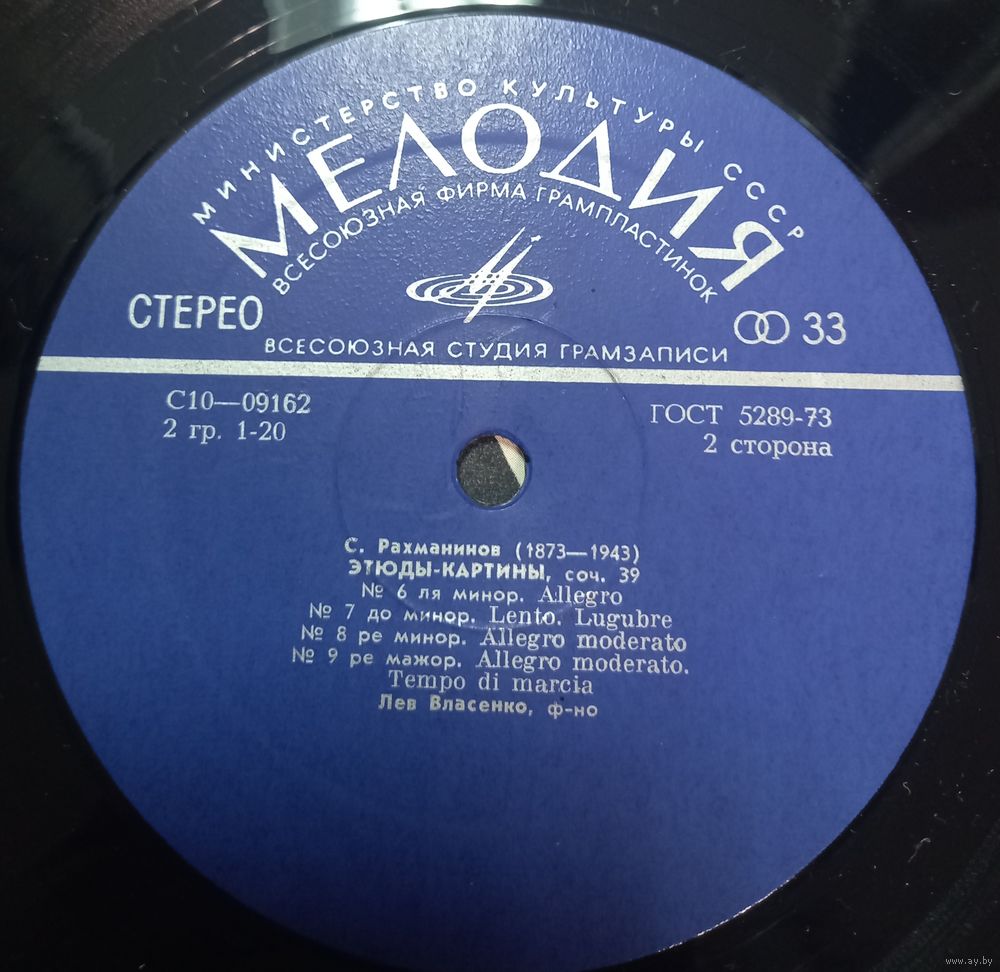 МИНИСТЕРСТВО КУЛЬТУРЫ СССР
МЕЛОДИЯ
ВСЕСОЮЗНАЯ ФИРМА ГРАМПЛАСТИНОК
СТЕРЕО
33
ВСЕСОЮЗНАЯ СТУДИЯ ГРАМЗАПИСИ
С10—09162
ГОСТ 5289-73
2 гр. 1-20
2 сторона
С. Рахманинов (1873—1943)
ЭТЮДЫ-КАРТИНЫ, соч. 39
№ 6 ля минор. Allegro
№ 7 до минор. Lento. Lugubre
№ 8 ре минор. Allegro moderato
№ 9 ре мажор. Allegro moderato.
Tempo di marcia
Лев Власенко, ф-но
www.ay.by